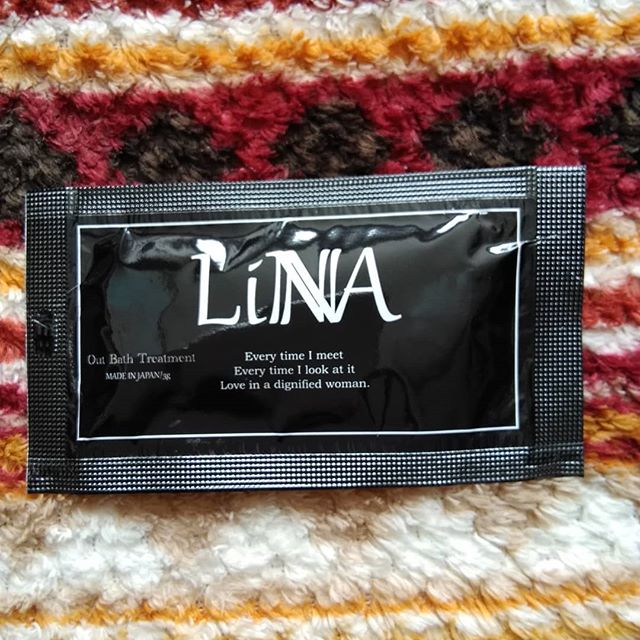 LiNNA
Out Bath Treatment
MADE IN JAPAN/3g
Every time I meet
Every time I look at it
Love in a dignified woman.